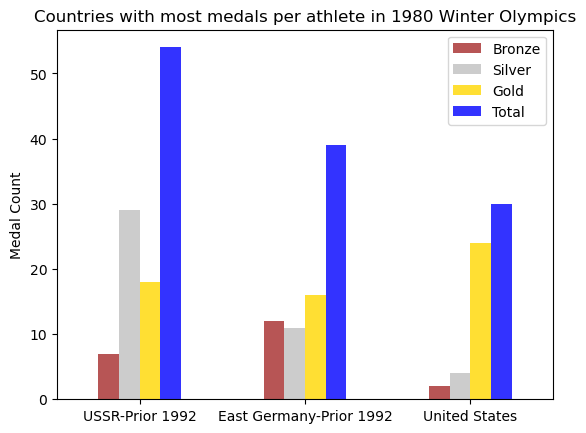 Countries with most medals per athlete in 1980 Winter Olympics
Bronze
Silver
Gold
Total
Medal Count
50
40
30
20
10
0
USSR-Prior 1992 East Germany-Prior 1992 United States